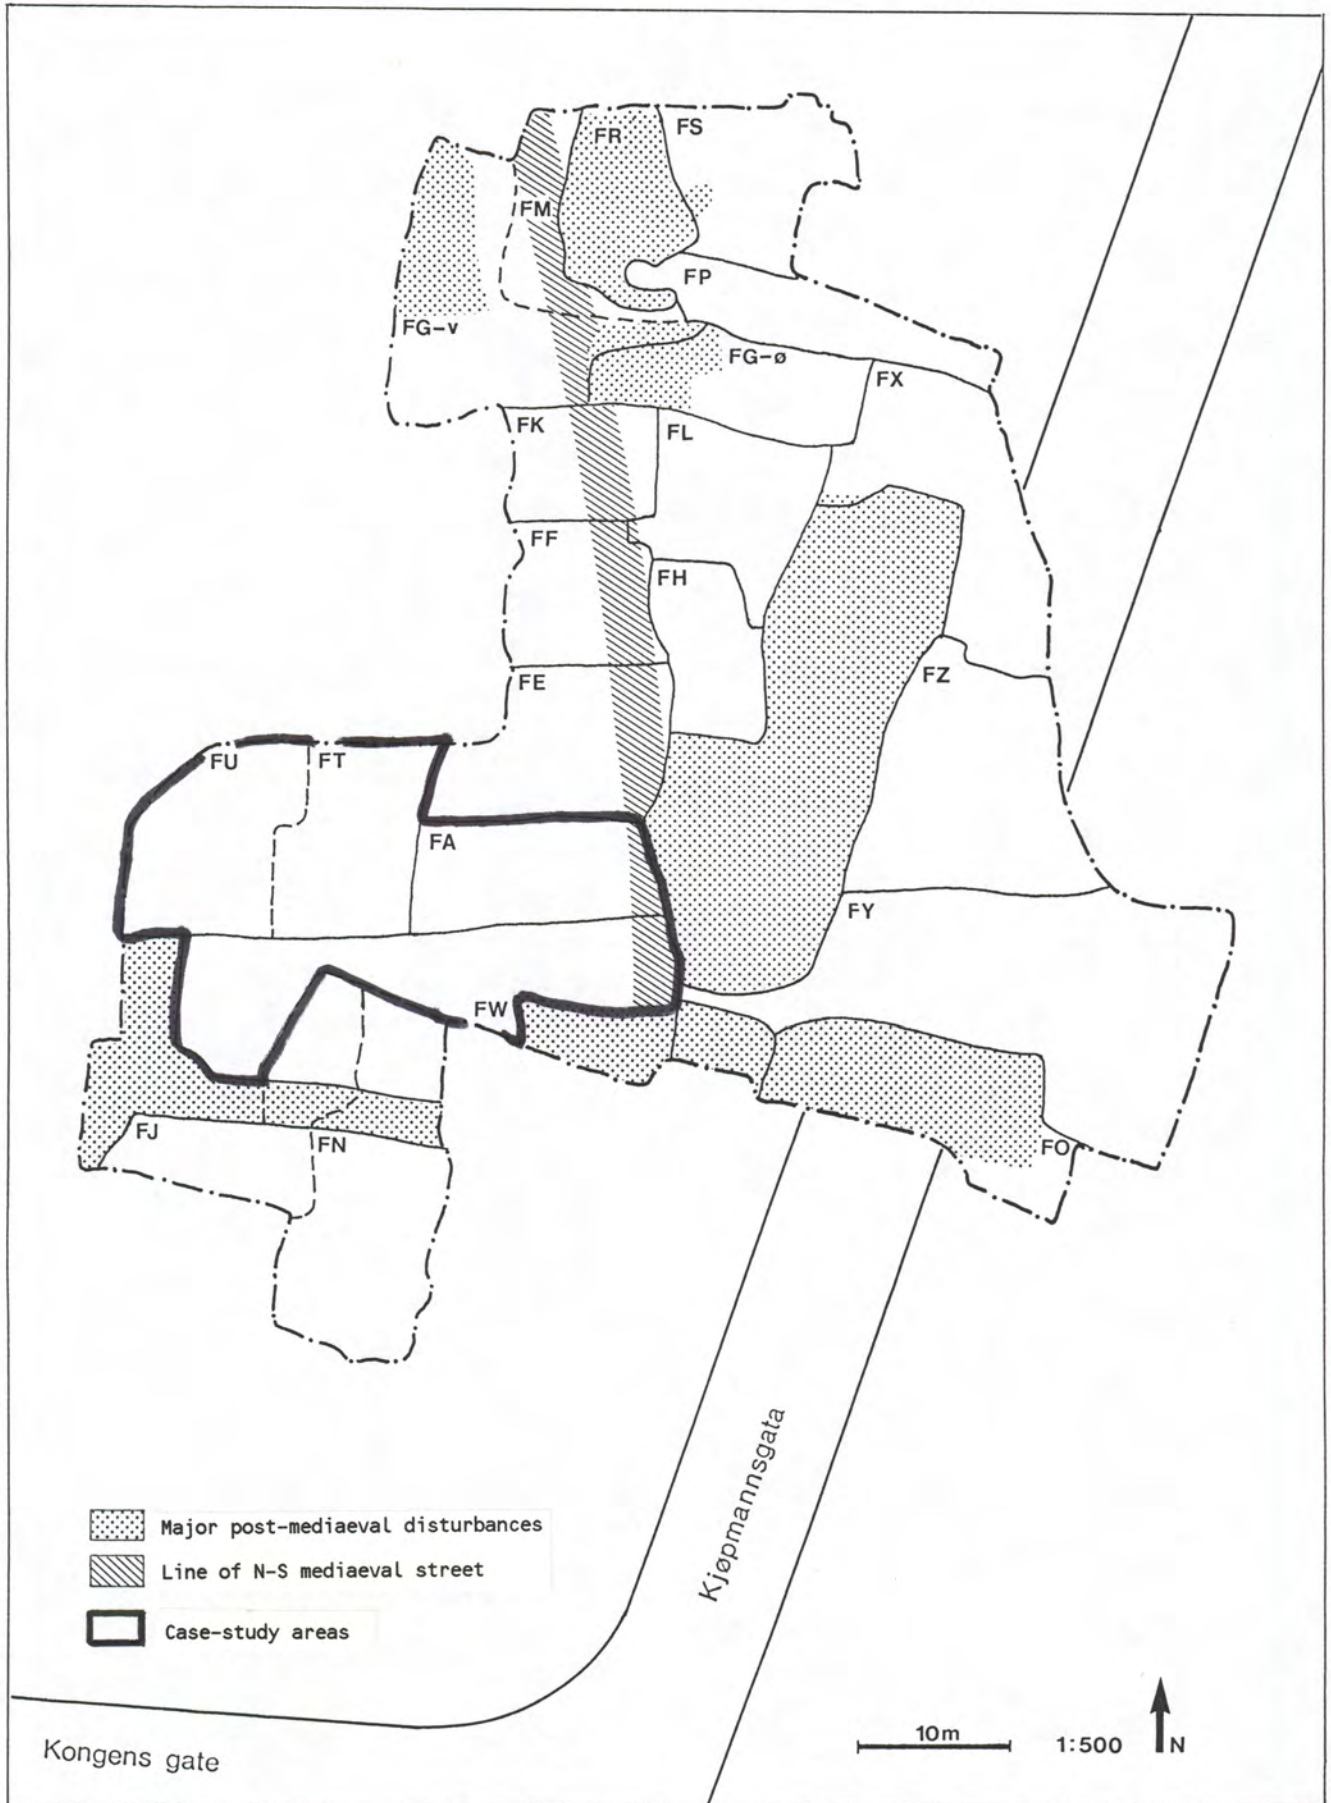 FR
FS
FM
FP
FG-v
FG-ø
FX
FK
FL
FF
FH
FE
FZ
FU
FT
FA
FY
FW
FJ
FN
FO
Kjøpmannsgata
Major post-mediaeval disturbances
Line of N-S mediaeval street
Case-study areas
10m
1:500
N
Kongens gate